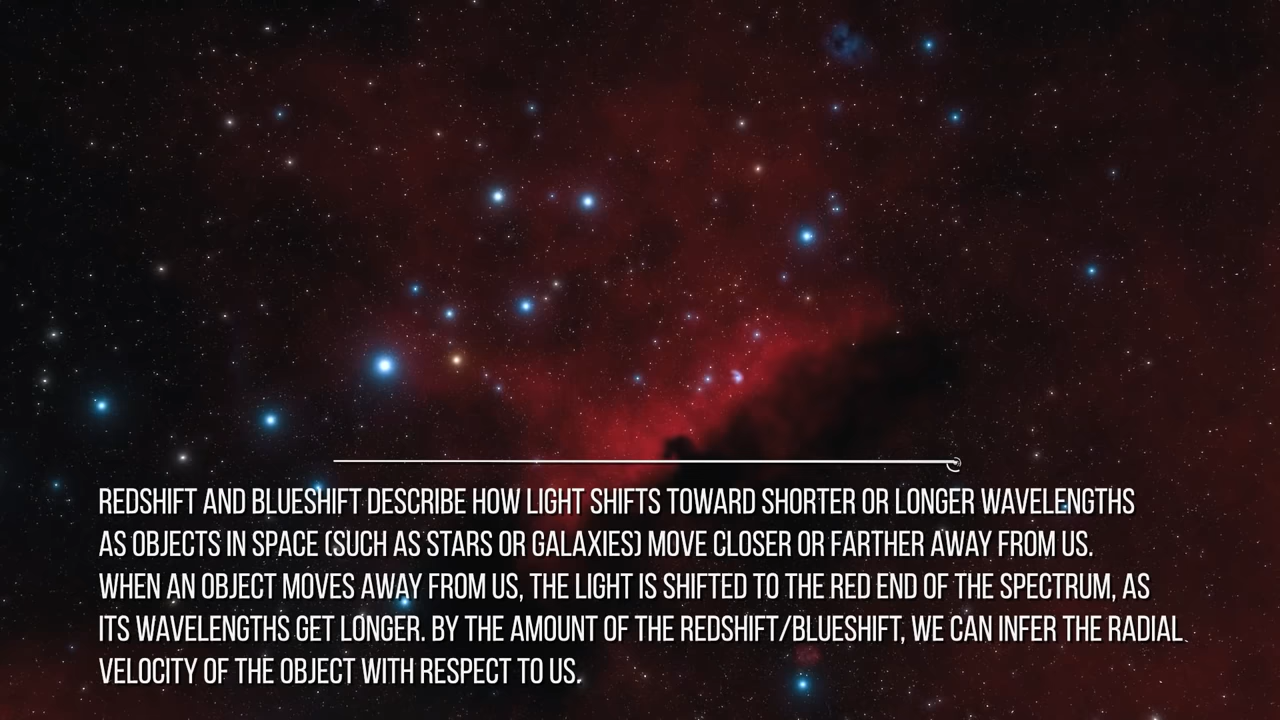 REDSHIFT AND BLUESHIFT DESCRIBE HOW LIGHT SHIFTS TOWARD SHORTER OR LONGER WAVELENGTHS
AS OBJECTS IN SPACE (SUCH AS STARS OR GALAXIES) MOVE CLOSER OR FARTHER AWAY FROM US.
WHEN AN OBJECT MOVES AWAY FROM US, THE LIGHT IS SHIFTED TO THE RED END OF THE SPECTRUM, AS
ITS WAVELENGTHS GET LONGER. BY THE AMOUNT OF THE REDSHIFT/BLUESHIFT, WE CAN INFER THE RADIAL
VELOCITY OF THE OBJECT WITH RESPECT TO US.